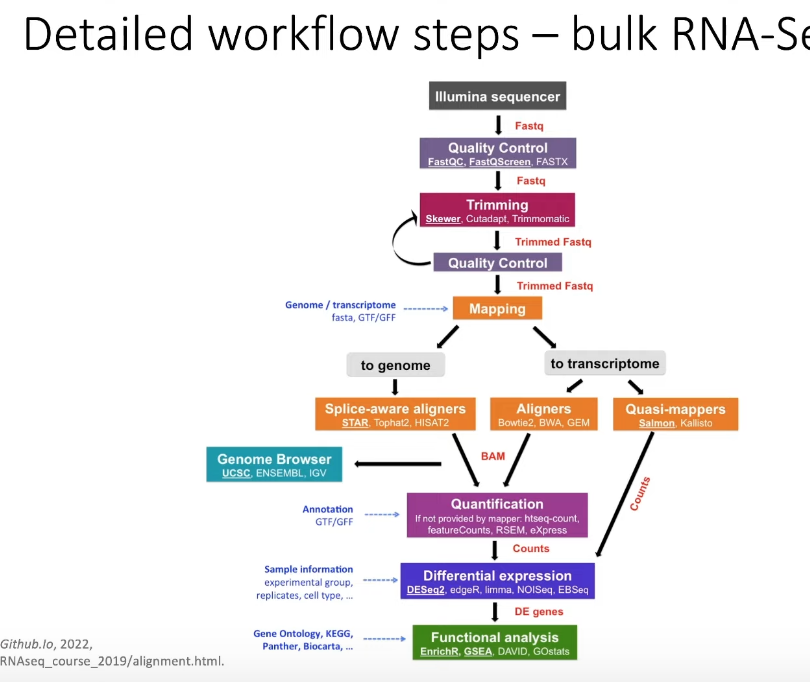 Detailed workflow steps – bulk RNA-Se
Illumina sequencer
Fastq
Quality Control
FastQC, FastQScreen, FASTX
Fastq
Trimming
Skewer, Cutadapt, Trimmomatic
Trimmed Fastq
Quality Control
Trimmed Fastq
Genome / transcriptome
fasta, GTF/GFF
Mapping
to genome
to transcriptome
Splice-aware aligners
STAR, Tophat2, HISAT2
Aligners
Bowtie2, BWA, GEM
Quasi-mappers
Salmon, Kallisto
Genome Browser
UCSC, ENSEMBL, IGV
BAM
Counts
Annotation
GTF/GFF
Quantification
If not provided by mapper: htseq-count,
featureCounts, RSEM, eXpress
Counts
Sample information
experimental group,
replicates, cell type, ...
Differential expression
DESeq2, edgeR, limma, NOISeq, EBSeq
DE genes
Gene Ontology, KEGG,
Panther, Biocarta, ...
Functional analysis
EnrichR, GSEA, DAVID, GOstats
Github.Io, 2022,
RNAseq_course_2019/alignment.html.